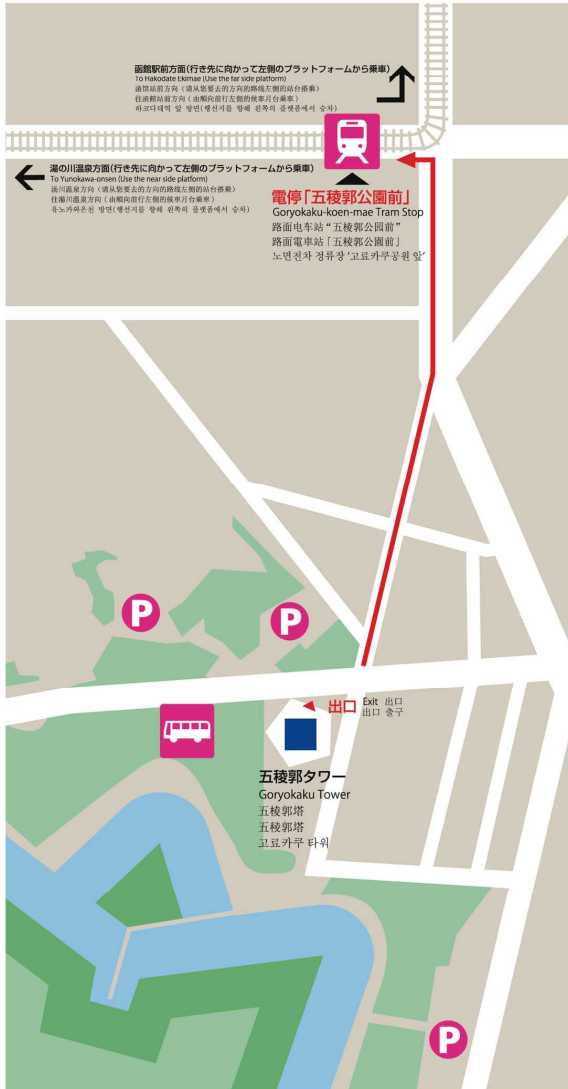 函館駅前方面(行き先に向かって左側のプラットフォームから乗車)
To Hakodate Ekimae (Use the far side platform)
函馆站前方向（请从您要去的方向的路线左侧的站台搭乘）
往函館站前方向（由順向前行左側的候車月台乘車）
하코다테역 앞 방면(행선지를 향해 왼쪽의 플랫폼에서 승차)
湯の川温泉方面(行き先に向かって左側のプラットフォームから乗車)
To Yunokawa-onsen (Use the near side platform)
汤川温泉方向（请从您要去的方向的路线左侧的站台搭乘）
往湯川溫泉方向（由順向前行左側的候車月台乘車）
유노카와온천 방면(행선지를 향해 왼쪽의 플랫폼에서 승차)
電停「五稜郭公園前」
Goryokaku-koen-mae Tram Stop
路面电车站“五棱郭公园前”
路面電車站「五稜郭公園前」
노면전차 정류장 '고료카쿠공원 앞'
P
P
出口 Exit 出口
出口 출구
五稜郭タワー
Goryokaku Tower
五棱郭塔
五稜郭塔
고료카쿠 타워
P